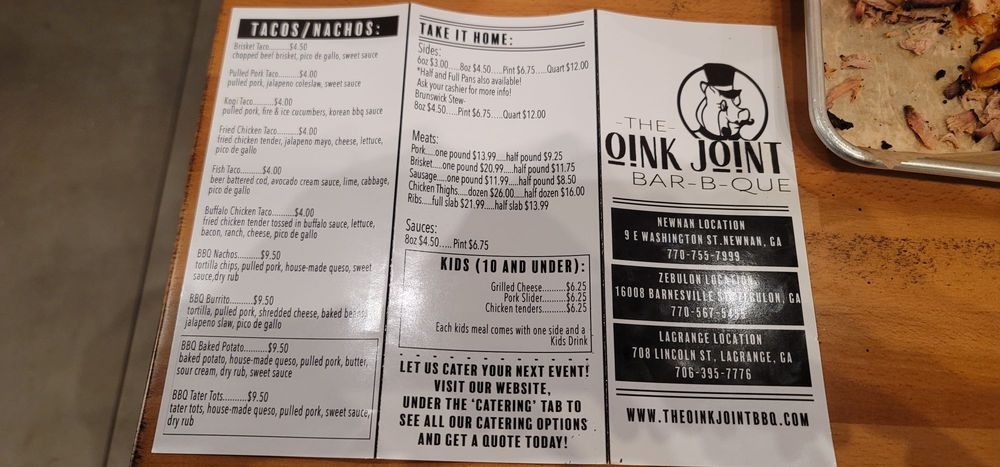 TACOS/NACHOS:
Brisket Taco........$4.50
chopped beef brisket, pico de gallo, sweet sauce
Pulled Pork Taco..........$4.00
pulled pork, jalapeno coleslaw, sweet sauce
Kogi Taco..........$4.00
pulled pork, fire & ice cucumbers, korean bbq sauce
Fried Chicken Taco..........$4.00
fried chicken tender, jalapeno mayo, cheese, lettuce,
pico de gallo
Fish Taco..........$4.00
beer battered cod, avocado cream sauce, lime, cabbage,
pico de gallo
Buffalo Chicken Taco..........$4.00
fried chicken tender tossed in buffalo sauce, lettuce,
bacon, ranch, cheese, pico de gallo
BBQ Nachos..........$9.50
tortilla chips, pulled pork, house-made queso, sweet
sauce,dry rub
BBQ Burrito..........$9.50
tortilla, pulled pork, shredded cheese, baked beans,
jalapeno slaw, pico de gallo
BBQ Baked Potato..........$9.50
baked potato, house-made queso, pulled pork, butter,
sour cream, dry rub, sweet sauce
BBQ Tater Tots..........$9.50
tater tots, house-made queso, pulled pork, sweet sauce,
dry rub
TAKE IT HOME:
Sides:
6oz $3.00.....8oz $4.50.....Pint $6.75.....Quart $12.00
*Half and Full Pans also available!
Ask your cashier for more info!
Brunswick Stew-
8oz $4.50.....Pint $6.75.....Quart $12.00
Meats:
Pork.....one pound $13.99.....half pound $9.25
Brisket.....one pound $20.99.....half pound $11.75
Sausage.....one pound $11.99.....half pound $8.50
Chicken Thighs.....dozen $26.00.....half dozen $16.00
Ribs.....full slab $21.99.....half slab $13.99
Sauces:
8oz $4.50..... Pint $6.75
KIDS (10 AND UNDER):
Grilled Cheese..........$6.25
Pork Slider..........$6.25
Chicken tenders..........$6.25
Each kids meal comes with one side and a
Kids Drink
LET US CATER YOUR NEXT EVENT!
VISIT OUR WEBSITE,
UNDER THE 'CATERING' TAB TO
SEE ALL OUR CATERING OPTIONS
AND GET A QUOTE TODAY!
-THE-
OINK JOINT
BAR-B-QUE
NEWNAN LOCATION
9 E WASHINGTON ST.NEWNAN, GA
770-755-7999
ZEBULON LOCATION
16008 BARNESVILLE ST ZEBULON, GA
770-567-
LAGRANGE LOCATION
708 LINCOLN ST, LAGRANGE, GA
706-395-7776
WWW.THEOINKJOINTBBQ.COM